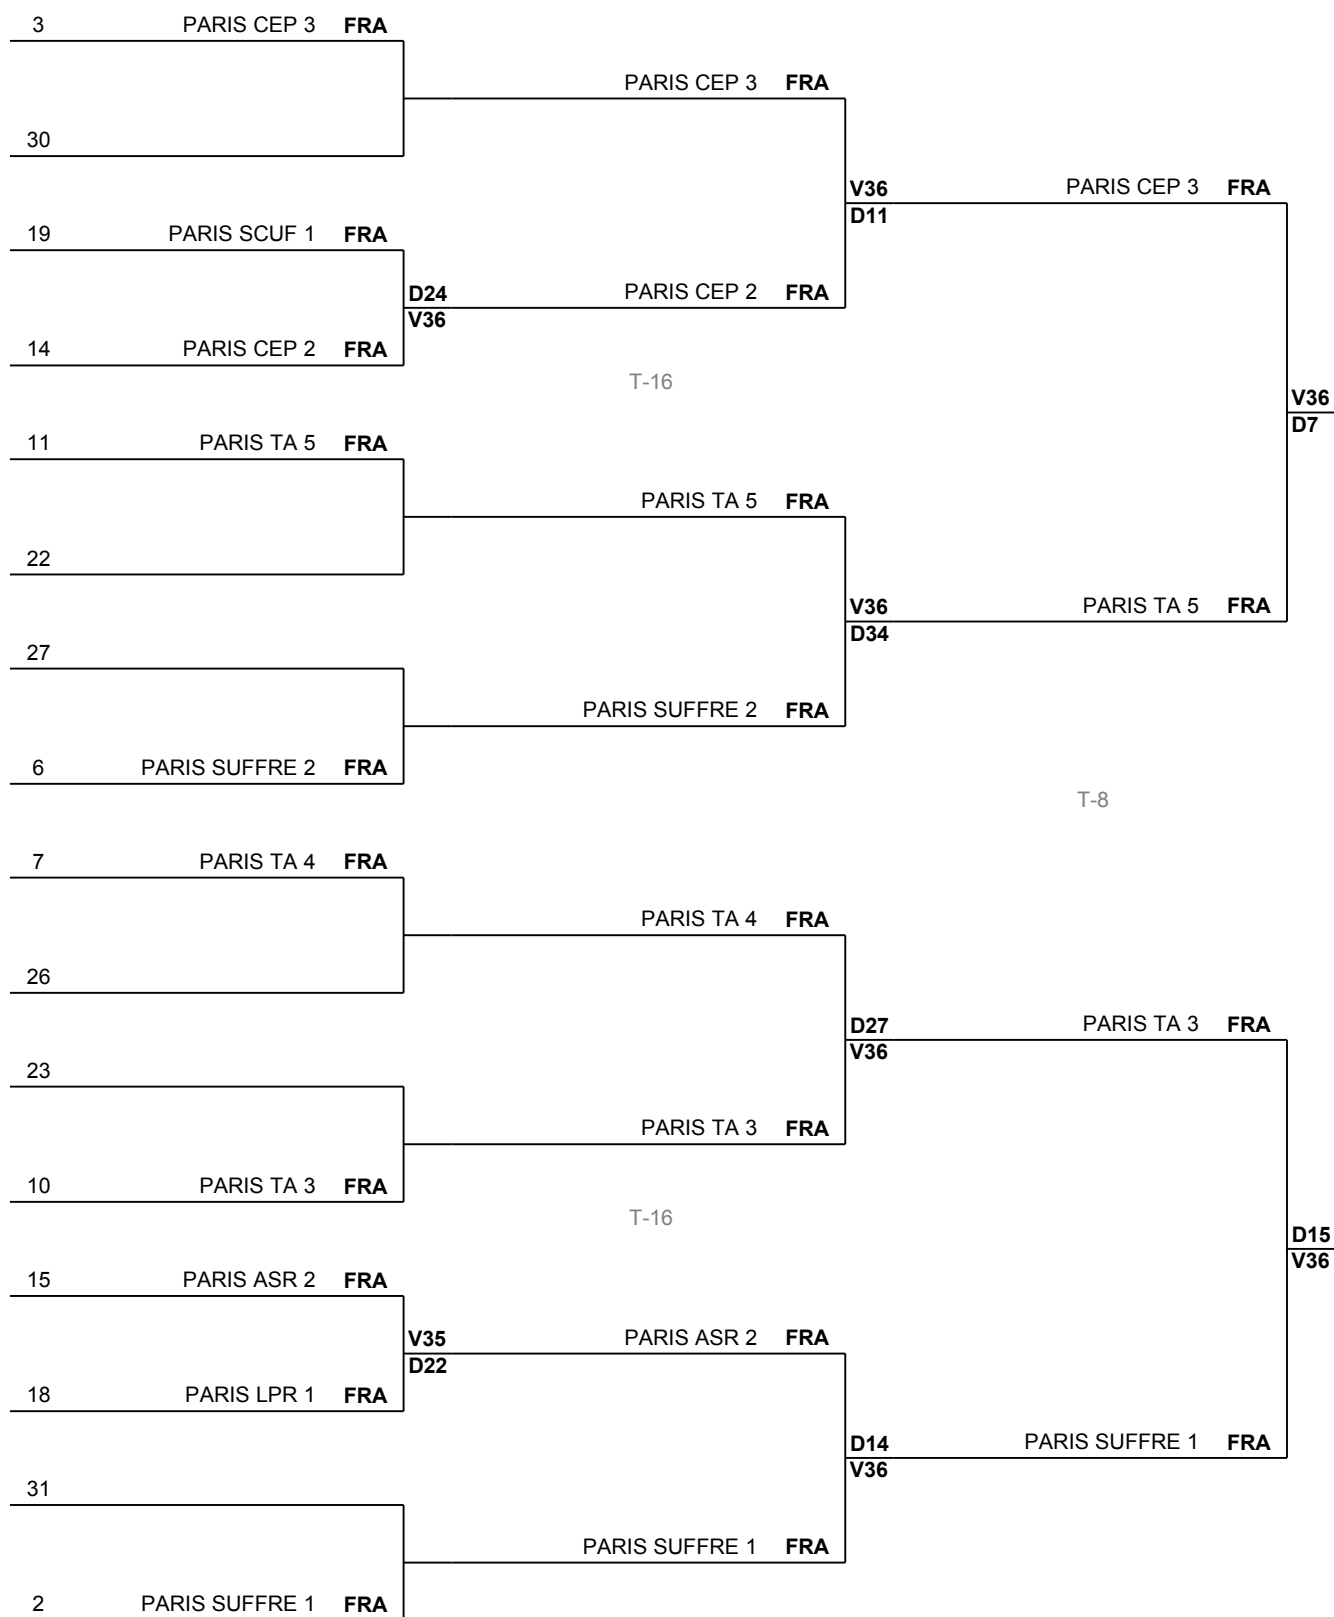 3 PARIS CEP 3 FRA
PARIS CEP 3 FRA
30
V36 PARIS CEP 3 FRA
D11
19 PARIS SCUF 1 FRA
D24 PARIS CEP 2 FRA
V36
14 PARIS CEP 2 FRA
T-16
V36
D7
11 PARIS TA 5 FRA
PARIS TA 5 FRA
22
V36 PARIS TA 5 FRA
D34
27
PARIS SUFFRE 2 FRA
6 PARIS SUFFRE 2 FRA
T-8
7 PARIS TA 4 FRA
PARIS TA 4 FRA
26
D27 PARIS TA 3 FRA
V36
23
PARIS TA 3 FRA
10 PARIS TA 3 FRA
T-16
D15
V36
15 PARIS ASR 2 FRA
V35 PARIS ASR 2 FRA
D22
18 PARIS LPR 1 FRA
D14 PARIS SUFFRE 1 FRA
V36
31
PARIS SUFFRE 1 FRA
2 PARIS SUFFRE 1 FRA